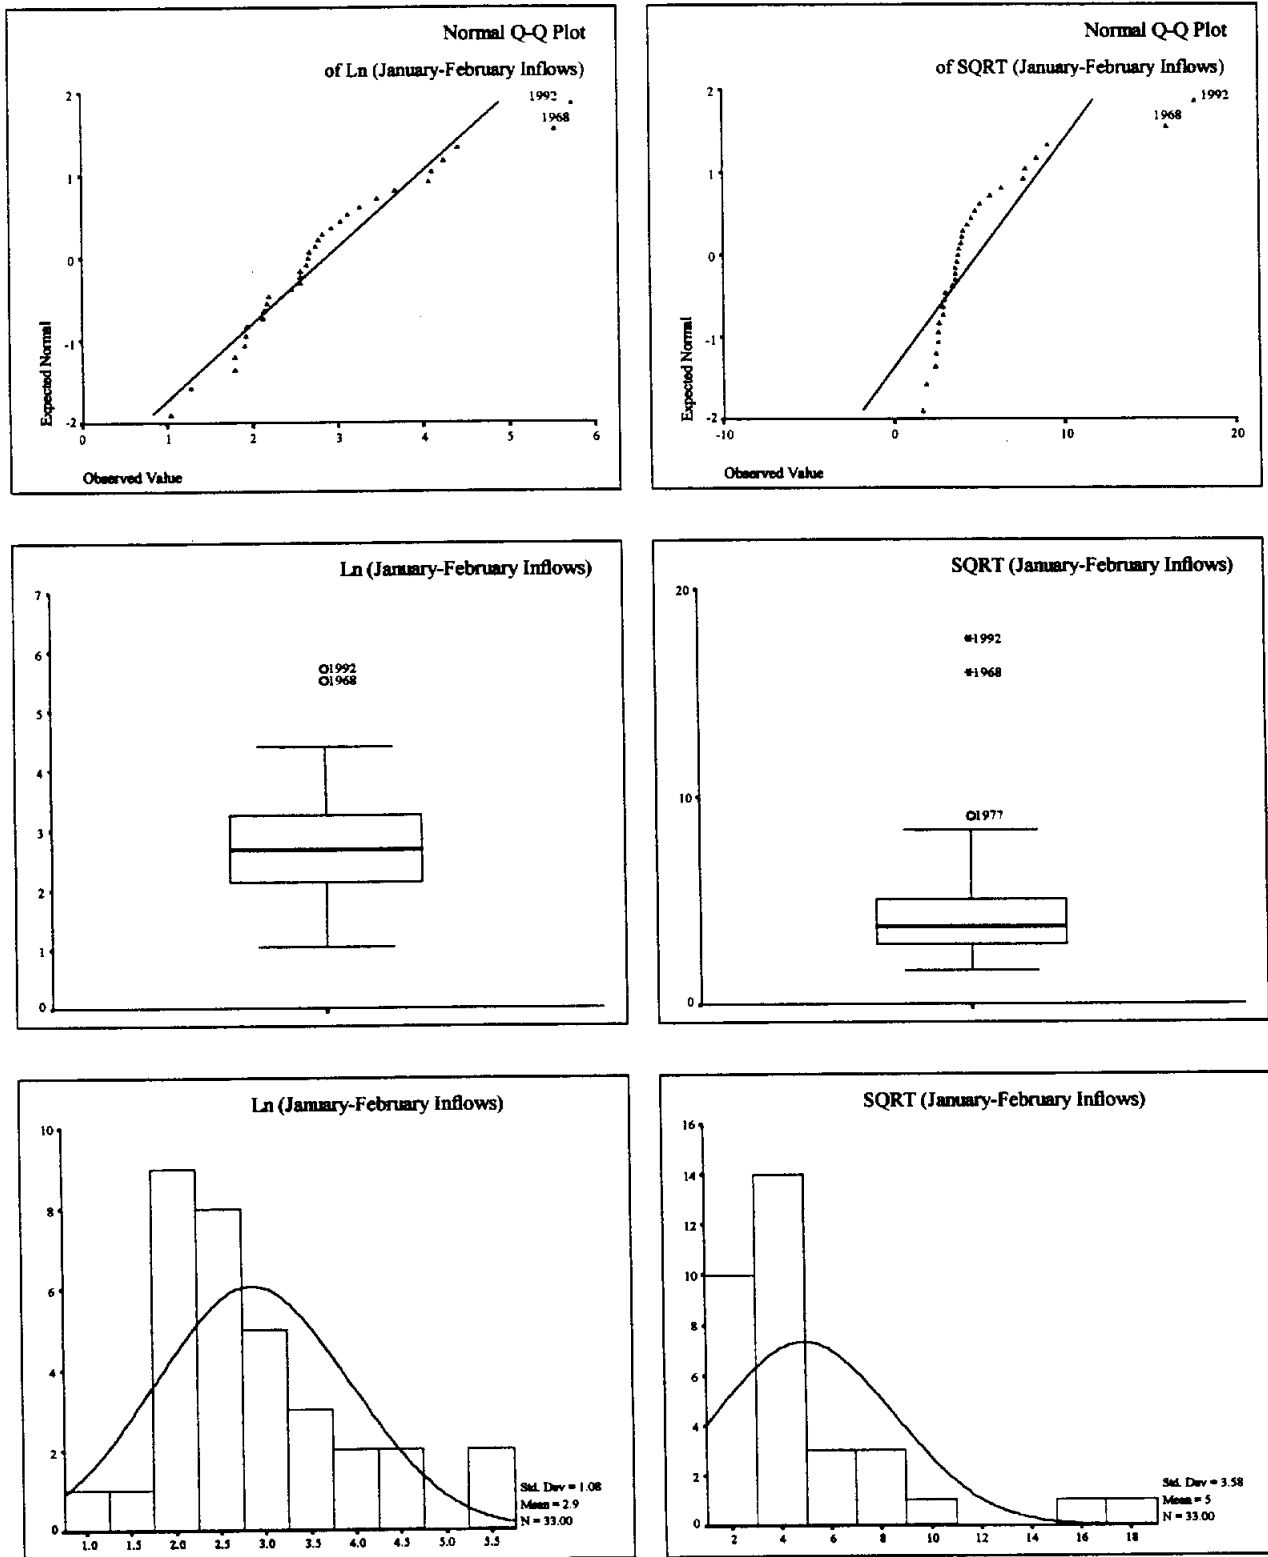 Normal Q-Q Plot
of Ln (January-February Inflows)
2
1
0
-1
-2
Expected Normal
1992
1968
0 1 2 3 4 5 6
Observed Value
Normal Q-Q Plot
of SQRT (January-February Inflows)
2
1
0
-1
-2
Expected Normal
1992
1968
-10 0 10 20
Observed Value
Ln (January-February Inflows)
7
6
5
4
3
2
1
0
1992
1968
SQRT (January-February Inflows)
20
10
0
1992
1968
1977
Ln (January-February Inflows)
10
8
6
4
2
0
1.0 1.5 2.0 2.5 3.0 3.5 4.0 4.5 5.0 5.5
Std. Dev = 1.08
Mean = 2.9
N = 33.00
SQRT (January-February Inflows)
16
14
12
10
8
6
4
2
0
2 4 6 8 10 12 14 16 18
Std. Dev = 3.58
Mean = 5
N = 33.00